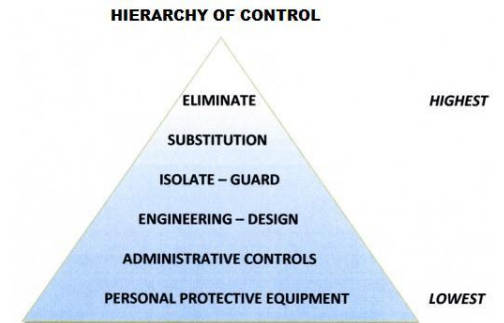 HIERARCHY OF CONTROL
ELIMINATE HIGHEST
SUBSTITUTION
ISOLATE – GUARD
ENGINEERING – DESIGN
ADMINISTRATIVE CONTROLS
PERSONAL PROTECTIVE EQUIPMENT LOWEST